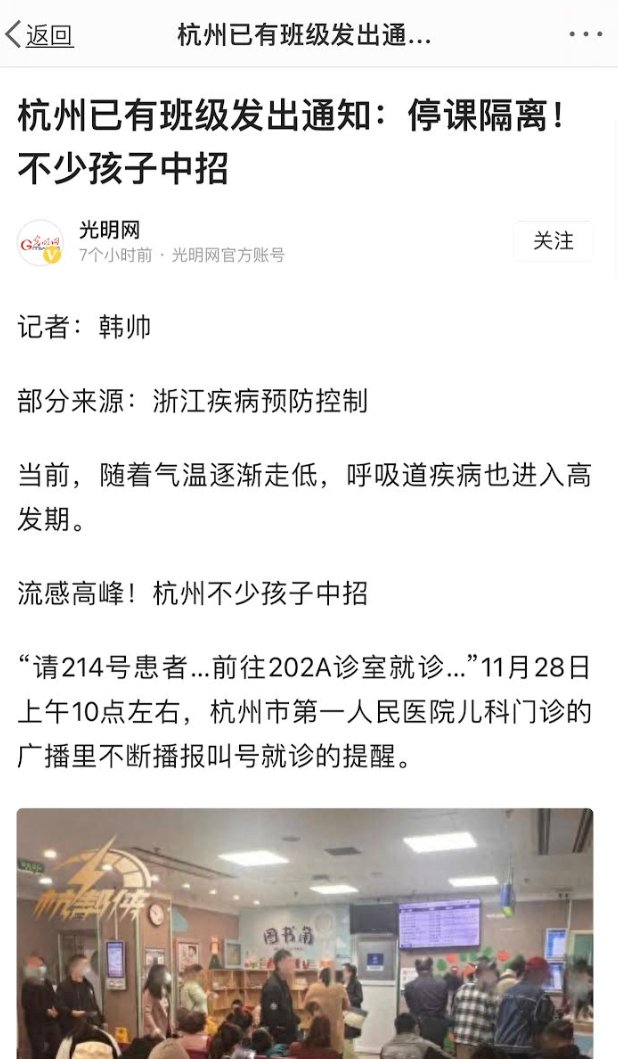 返回
杭州已有班级发出通...
杭州已有班级发出通知：停课隔离！
不少孩子中招
光明网
7个小时前 · 光明网官方账号
关注
记者：韩帅
部分来源：浙江疾病预防控制
当前，随着气温逐渐走低，呼吸道疾病也进入高
发期。
流感高峰！杭州不少孩子中招
“请214号患者...前往202A诊室就诊...”11月28日
上午10点左右，杭州市第一人民医院儿科门诊的
广播里不断播报叫号就诊的提醒。
杭帮侠
图书角